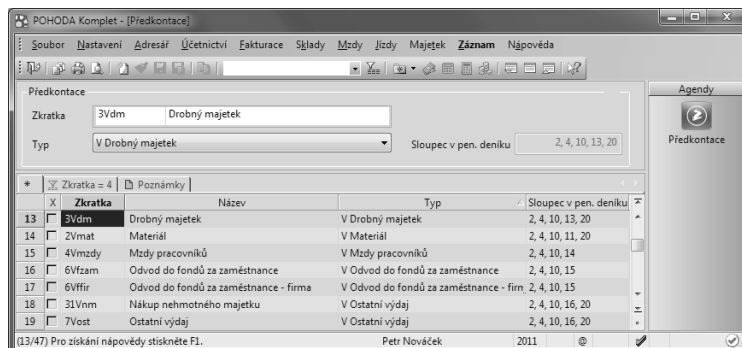 POHODA Komplet - [Předkontace]
Soubor Nastavení Adresář Účetnictví Fakturace Sklady Mzdy Jízdy Majetek Záznam Nápověda
Předkontace
Zkratka 3Vdm Drobný majetek
Typ V Drobný majetek Sloupec v pen. deníku 2, 4, 10, 13, 20
Agendy
Předkontace
* Zkratka = 4 Poznámky
X Zkratka Název Typ Sloupec v pen. deníku
13 3Vdm Drobný majetek V Drobný majetek 2, 4, 10, 13, 20
14 2Vmat Materiál V Materiál 2, 4, 10, 11, 20
15 4Vmzdy Mzdy pracovníků V Mzdy pracovníků 2, 4, 10, 14
16 6Vfzam Odvod do fondů za zaměstnance V Odvod do fondů za zaměstnance 2, 4, 10, 15
17 6Vffir Odvod do fondů za zaměstnance - firma V Odvod do fondů za zaměstnance - firn 2, 4, 10, 15
18 31Vnm Nákup nehmotného majetku V Ostatní výdaj 2, 4, 10, 16, 20
19 7Vost Ostatní výdaj V Ostatní výdaj 2, 4, 10, 16, 20
(13/47) Pro získání nápovědy stiskněte F1. Petr Nováček 2011 @